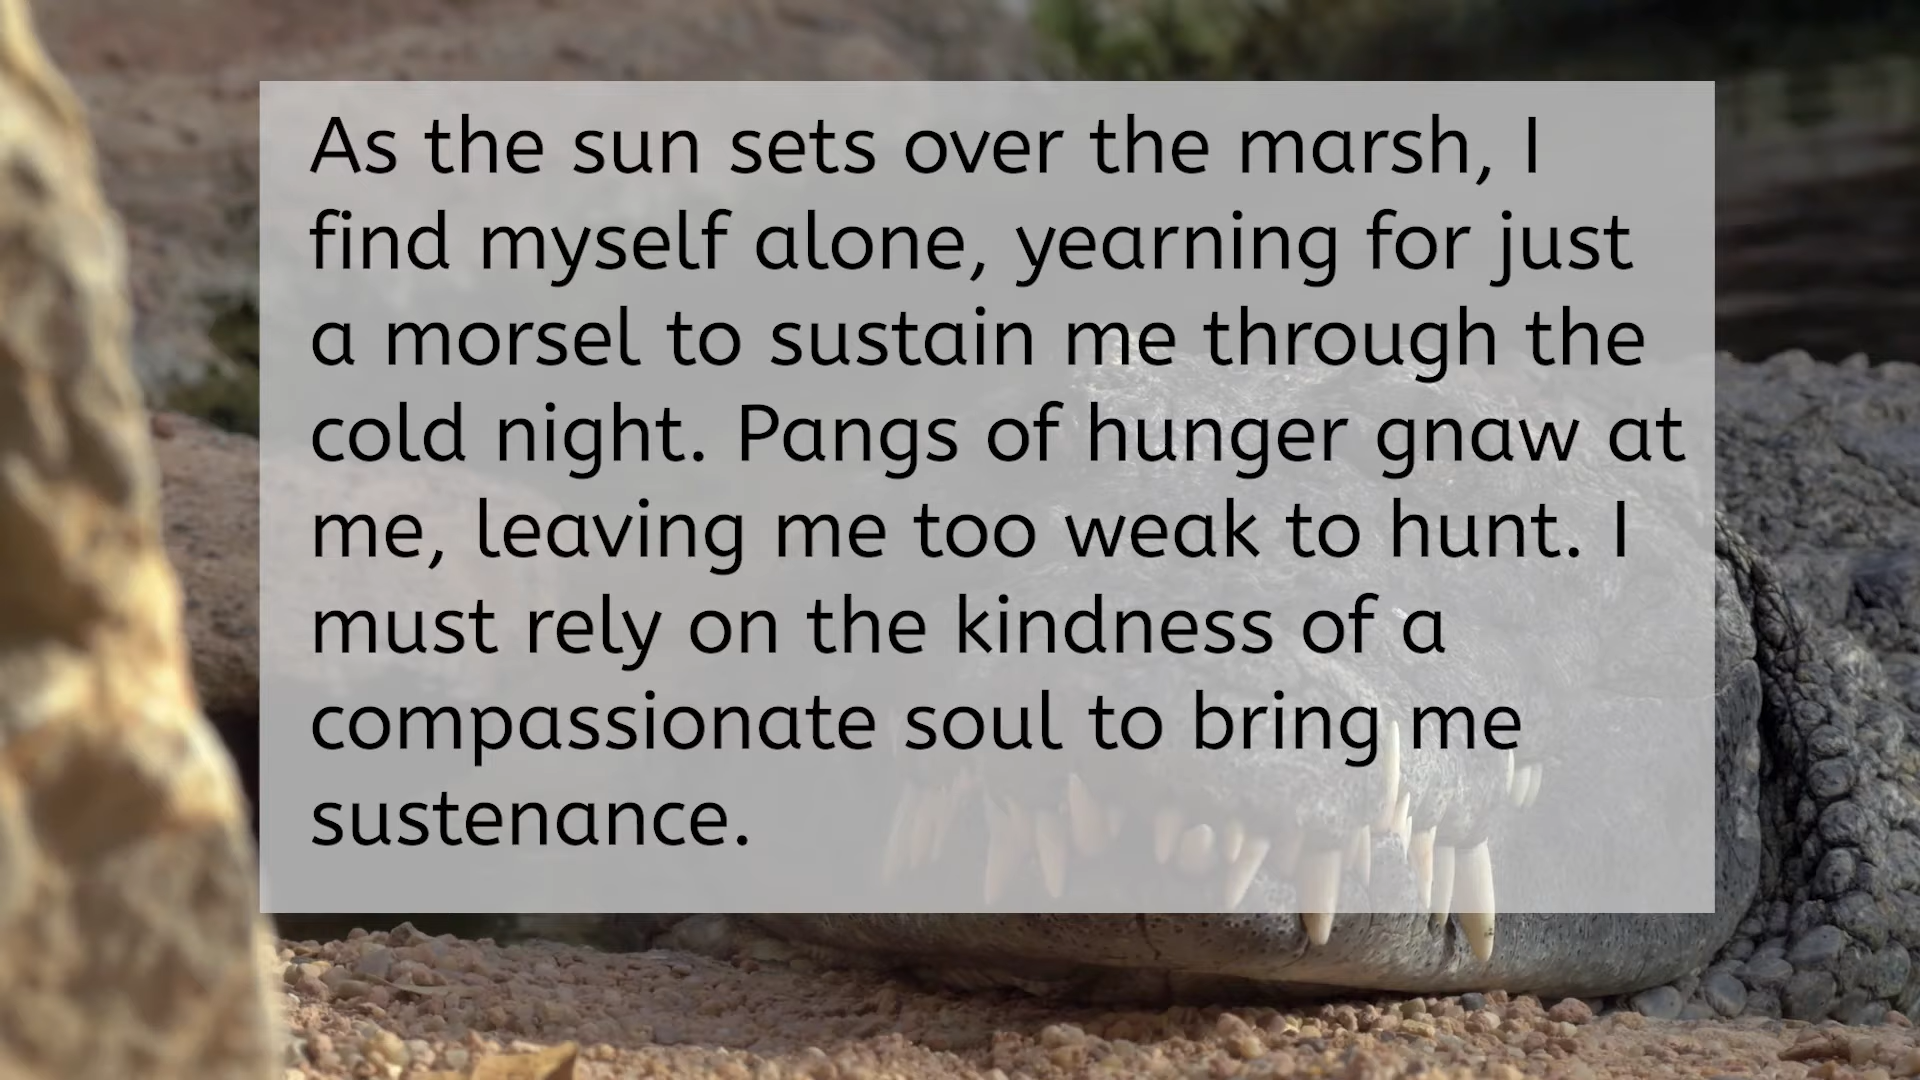 As the sun sets over the marsh, I
find myself alone, yearning for just
a morsel to sustain me through the
cold night. Pangs of hunger gnaw at
me, leaving me too weak to hunt. I
must rely on the kindness of a
compassionate soul to bring me
sustenance.